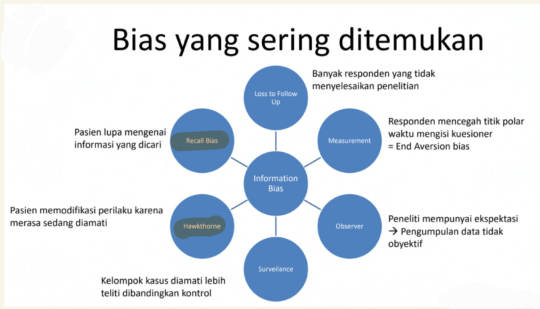 Bias yang sering ditemukan
Banyak responden yang tidak
menyelesaikan penelitian
Loss to Follow
Up
Responden mencegah titik polar
waktu mengisi kuesioner
= End Aversion bias
Measurement
Pasien lupa mengenai
informasi yang dicari
Recall Bias
Information
Bias
Pasien memodifikasi perilaku karena
merasa sedang diamati
Hawkthorne
Observer
Peneliti mempunyai ekspektasi
→ Pengumpulan data tidak
obyektif
Surveilance
Kelompok kasus diamati lebih
teliti dibandingkan kontrol